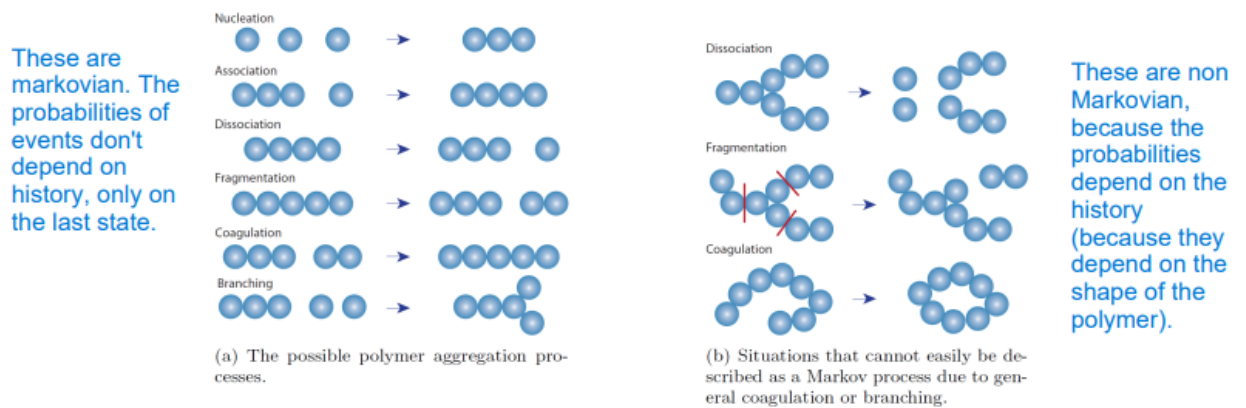 These are
markovian. The
probabilities of
events don't
depend on
history, only on
the last state.
Nucleation
Association
Dissociation
Fragmentation
Coagulation
Branching
(a) The possible polymer aggregation pro-
cesses.
Dissociation
Fragmentation
Coagulation
(b) Situations that cannot easily be de-
scribed as a Markov process due to gen-
eral coagulation or branching.
These are non
Markovian,
because the
probabilities
depend on the
history
(because they
depend on the
shape of the
polymer).